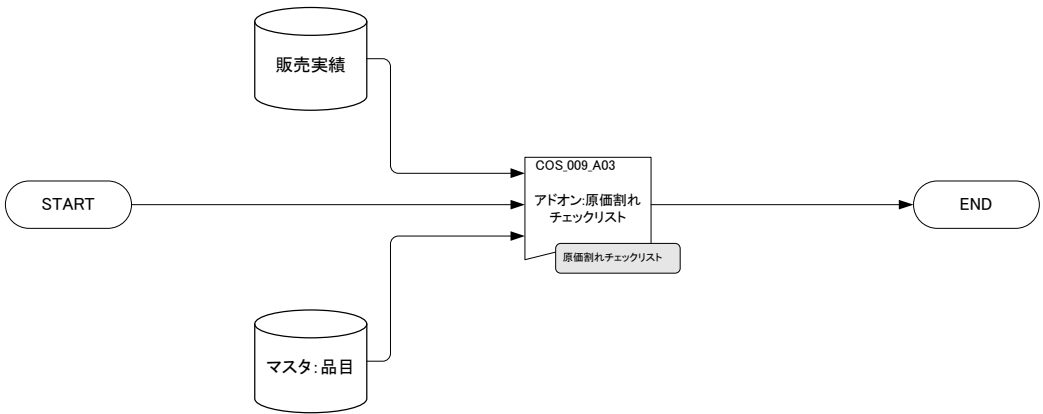 販売実績
COS_009_A03
START
アドオン:原価割れ
チェックリスト
END
原価割れチェックリスト
マスタ:品目